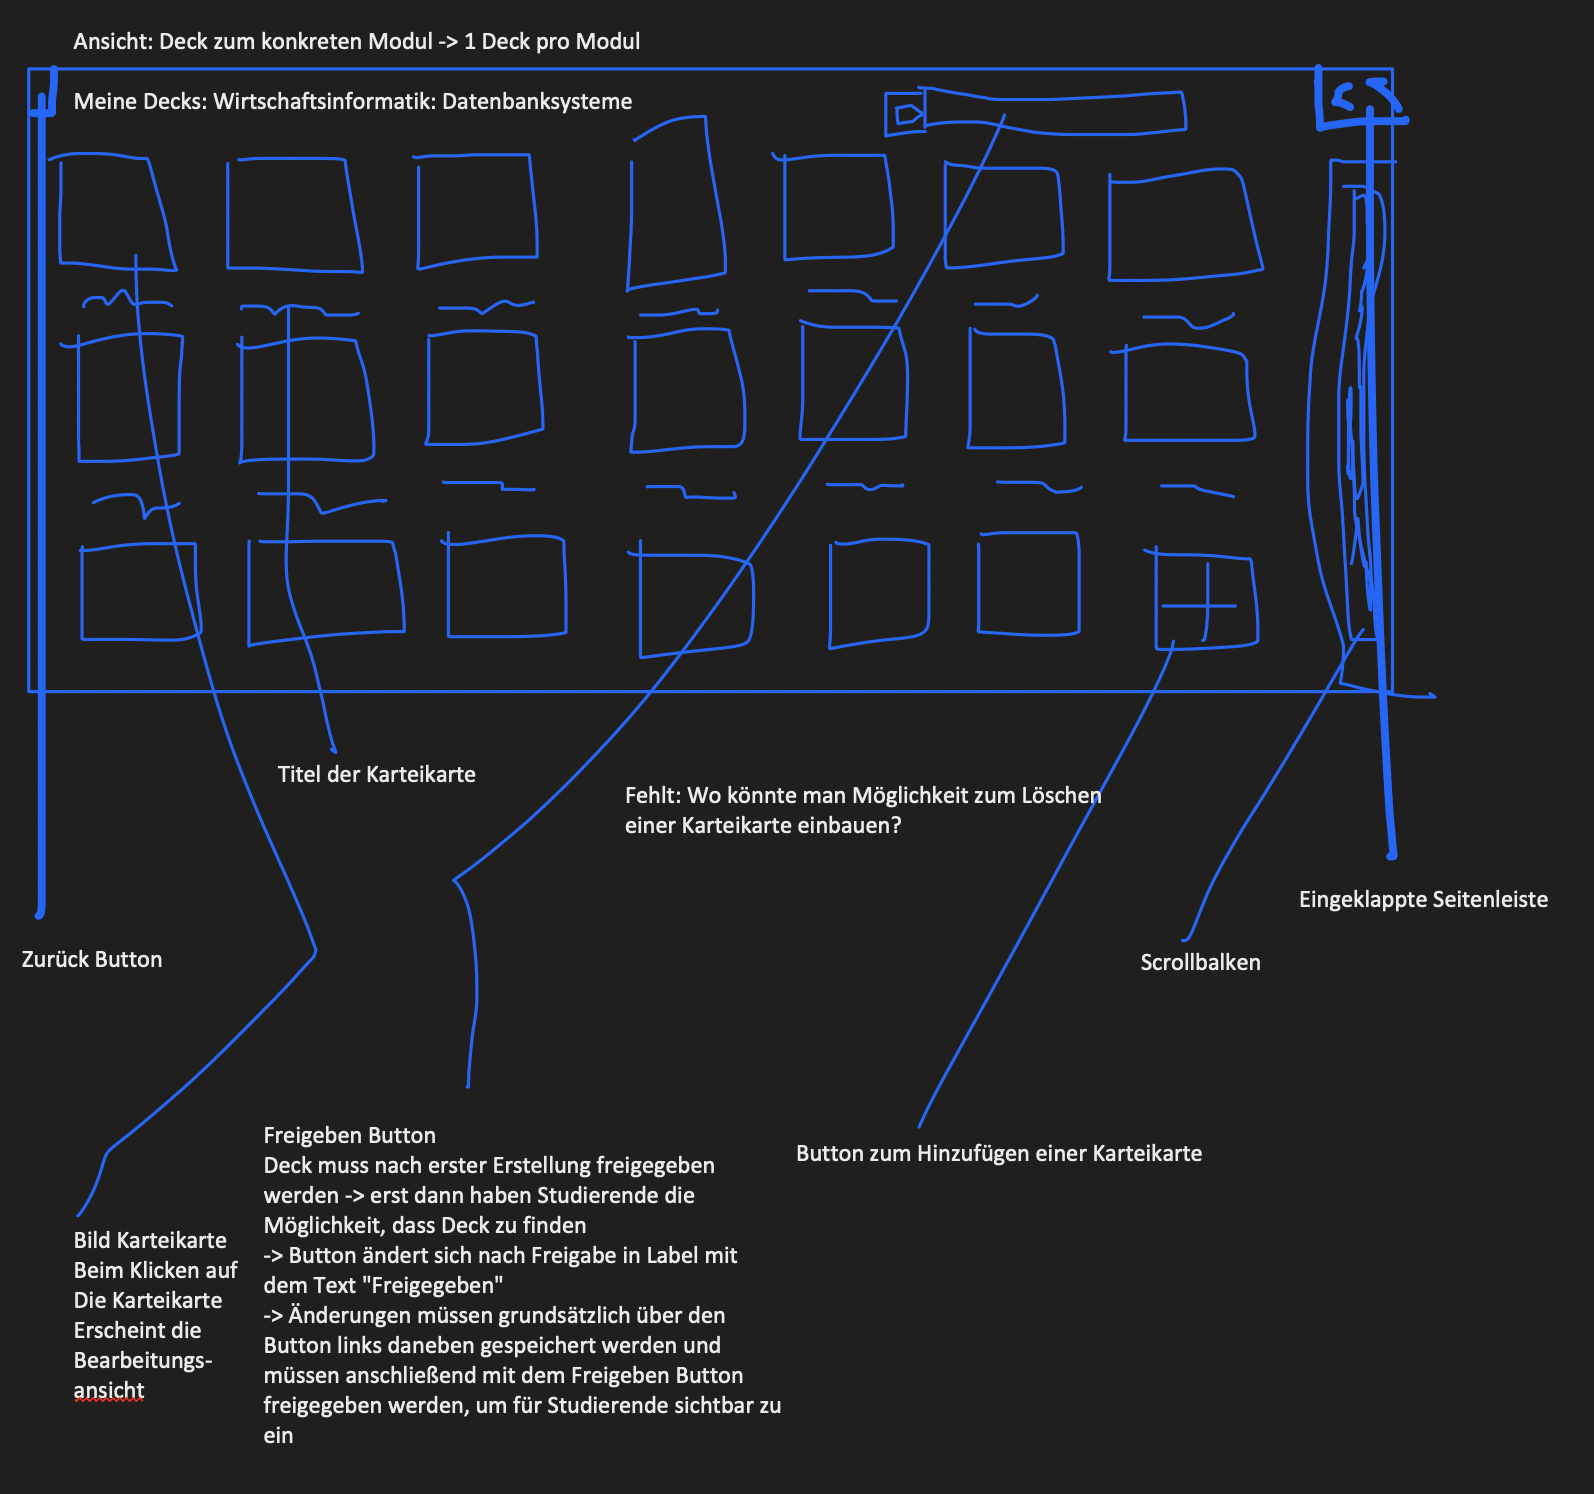 Ansicht: Deck zum konkreten Modul -> 1 Deck pro Modul
Meine Decks: Wirtschaftsinformatik: Datenbanksysteme
Titel der Karteikarte
Fehlt: Wo könnte man Möglichkeit zum Löschen
einer Karteikarte einbauen?
Eingeklappte Seitenleiste
Zurück Button
Scrollbalken
Button zum Hinzufügen einer Karteikarte
Freigeben Button
Deck muss nach erster Erstellung freigegeben
werden -> erst dann haben Studierende die
Möglichkeit, dass Deck zu finden
-> Button ändert sich nach Freigabe in Label mit
dem Text "Freigegeben"
-> Änderungen müssen grundsätzlich über den
Button links daneben gespeichert werden und
müssen anschließend mit dem Freigeben Button
freigegeben werden, um für Studierende sichtbar zu
ein
Bild Karteikarte
Beim Klicken auf
Die Karteikarte
Erscheint die
Bearbeitungs-
ansicht